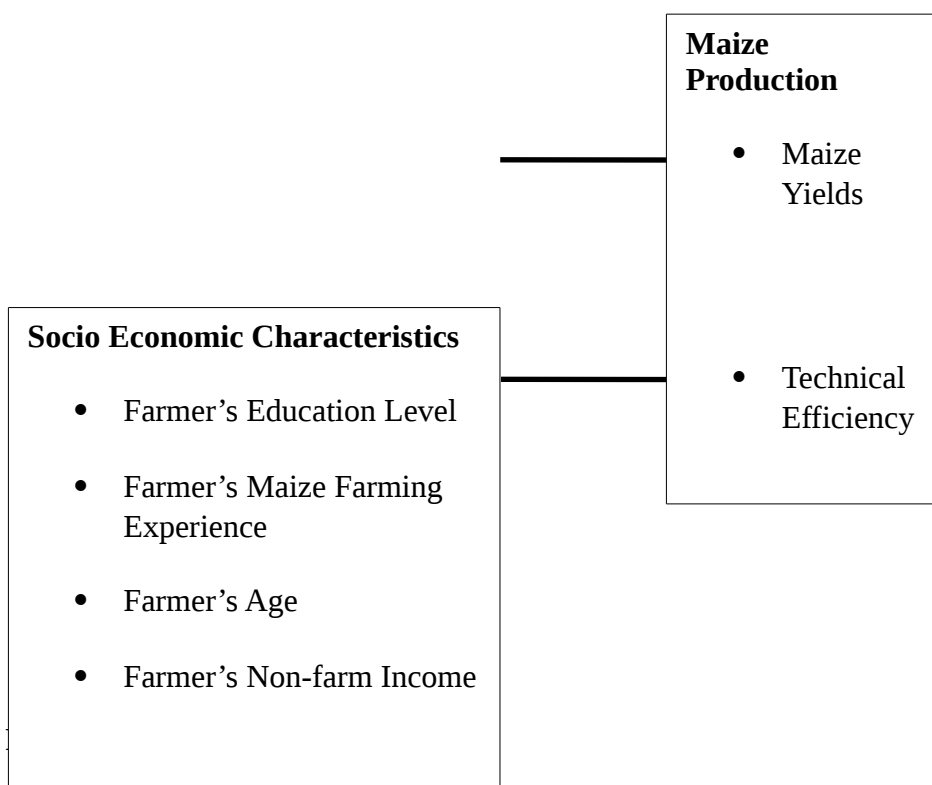 Maize
Production
• Maize
Yields
• Technical
Efficiency
Socio Economic Characteristics
• Farmer’s Education Level
• Farmer’s Maize Farming
Experience
• Farmer’s Age
• Farmer’s Non-farm Income